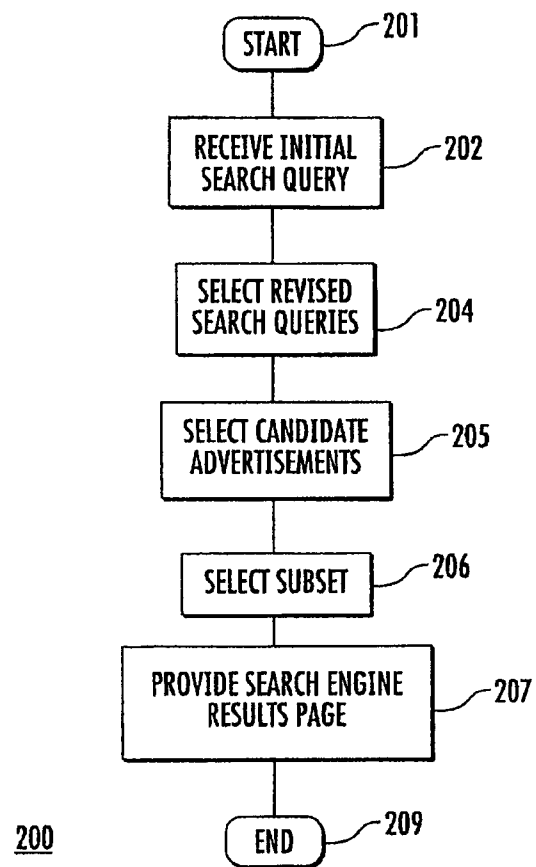 START
201
RECEIVE INITIAL
SEARCH QUERY
202
SELECT REVISED
SEARCH QUERIES
204
SELECT CANDIDATE
ADVERTISEMENTS
205
SELECT SUBSET
206
PROVIDE SEARCH ENGINE
RESULTS PAGE
207
200
END
209